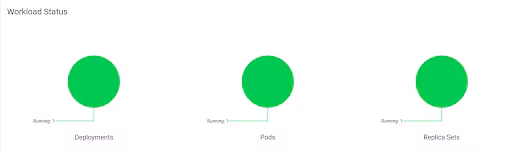 Workload Status
Running: 1
Running: 1
Running: 1
Deployments
Pods
Replica Sets